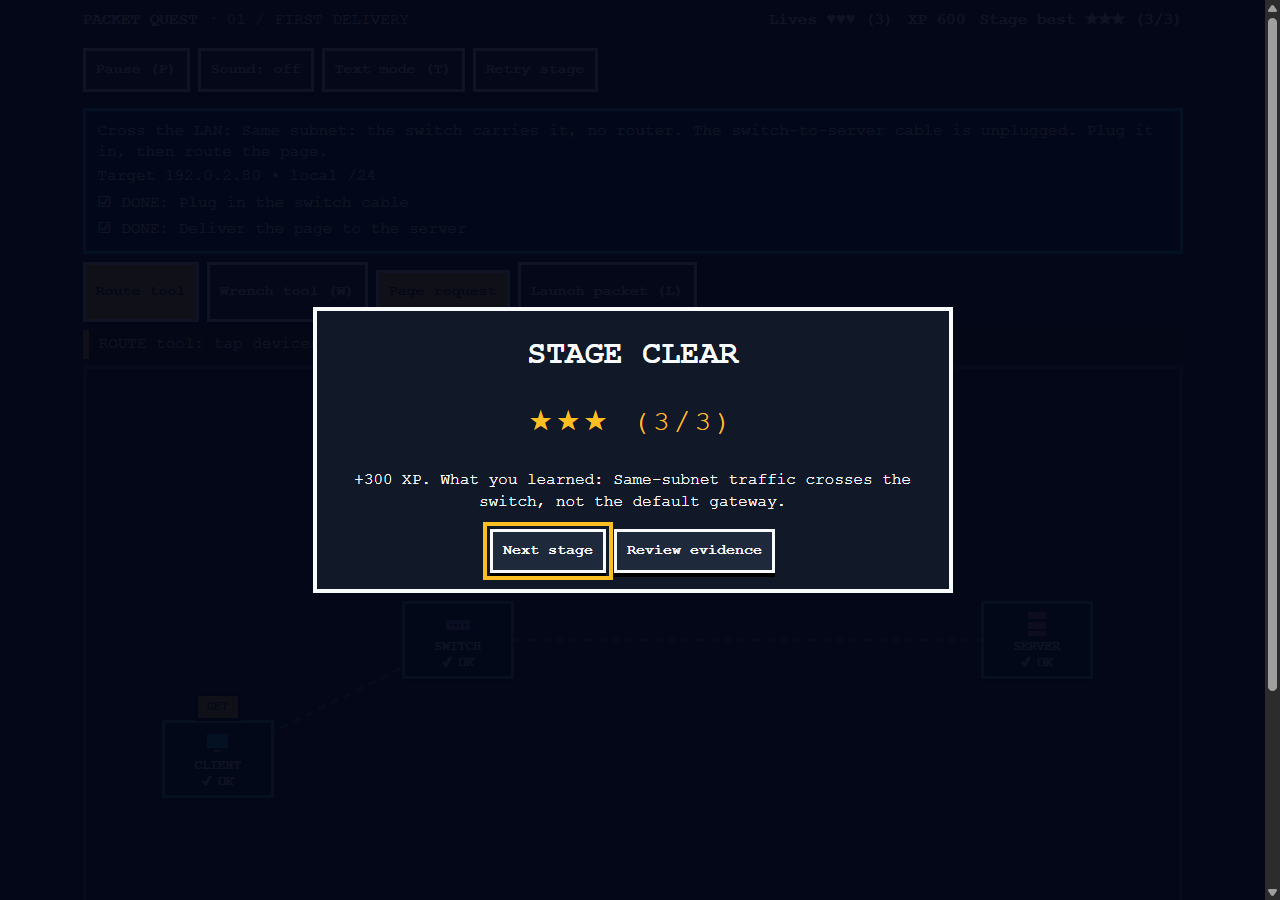 PACKET QUEST · 01 / FIRST DELIVERY
Lives ♥♥♥ (3) XP 600 Stage best ★★★ (3/3)
Pause (P) Sound: off Text mode (T) Retry stage
Cross the LAN: Same subnet: the switch carries it, no router. The switch-to-server cable is unplugged. Plug it
in, then route the page.
Target 192.0.2.80 • local /24
☑ DONE: Plug in the switch cable
☑ DONE: Deliver the page to the server
Route tool Wrench tool (W) Page request Launch packet (L)
ROUTE tool: tap device
STAGE CLEAR
★★★ (3/3)
+300 XP. What you learned: Same-subnet traffic crosses the
switch, not the default gateway.
Next stage Review evidence
SWITCH
✔ OK
SERVER
✔ OK
GET
CLIENT
✔ OK